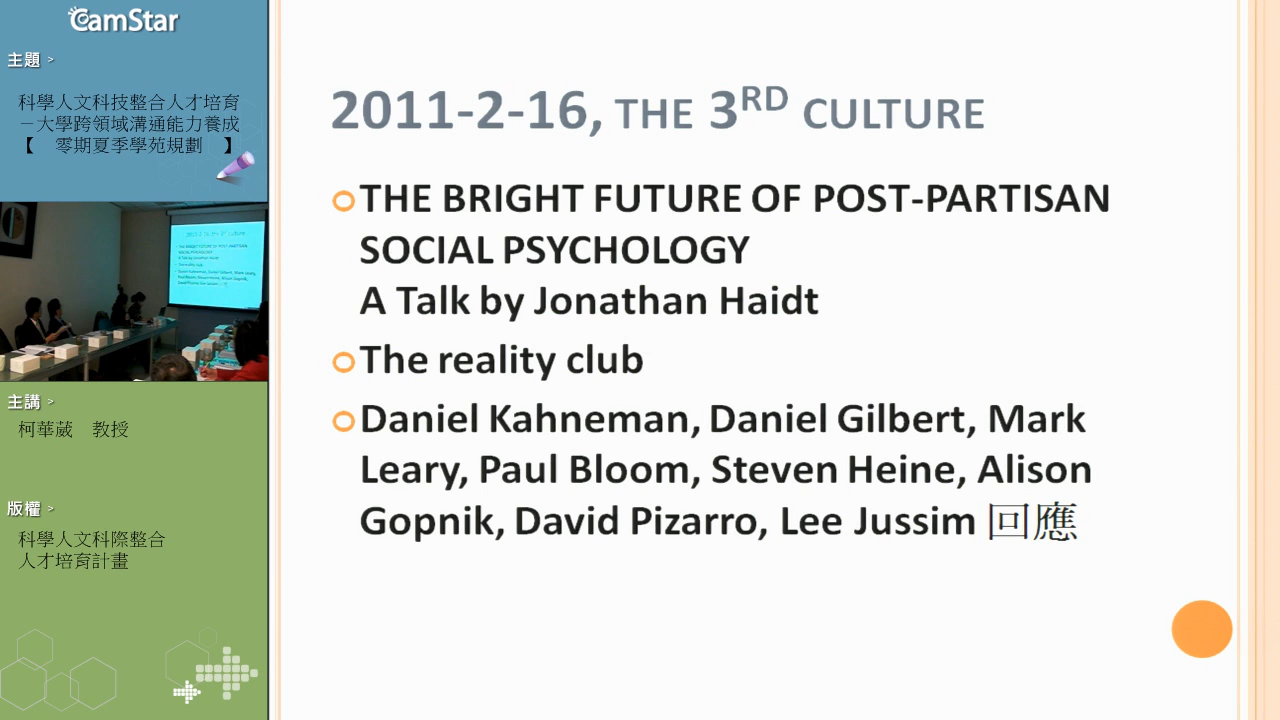 CamStar
主題 >
科學人文科技整合人才培育
－大學跨領域溝通能力養成
【 零期夏季學苑規劃 】
主講 >
柯華葳 教授
版權 >
科學人文科際整合
人才培育計畫
2011-2-16, THE 3RD CULTURE
THE BRIGHT FUTURE OF POST-PARTISAN
SOCIAL PSYCHOLOGY
A Talk by Jonathan Haidt
The reality club
Daniel Kahneman, Daniel Gilbert, Mark
Leary, Paul Bloom, Steven Heine, Alison
Gopnik, David Pizarro, Lee Jussim 回應